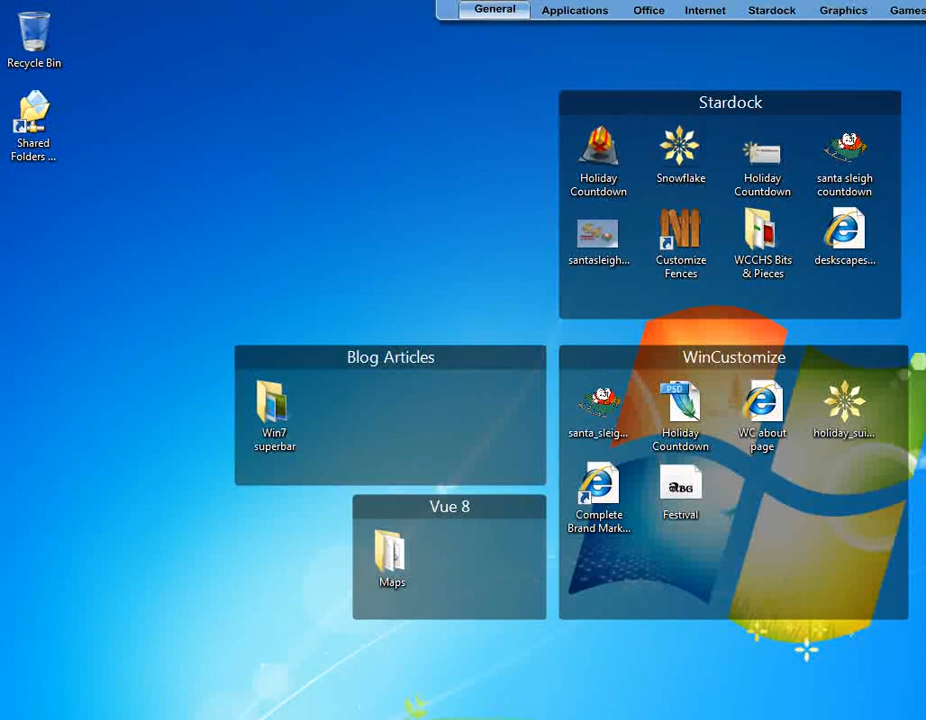 General Applications Office Internet Stardock Graphics Games
Recycle Bin
Shared
Folders ...
Stardock
Holiday
Countdown
Snowflake
Holiday
Countdown
santa sleigh
countdown
santasleigh...
Customize
Fences
WCCHS Bits
& Pieces
deskscapes...
Blog Articles
Win7
superbar
WinCustomize
santa_sleig...
PSD
Holiday
Countdown
WC about
page
holiday_sui...
Complete
Brand Mark...
Abg
Festival
Vue 8
Maps